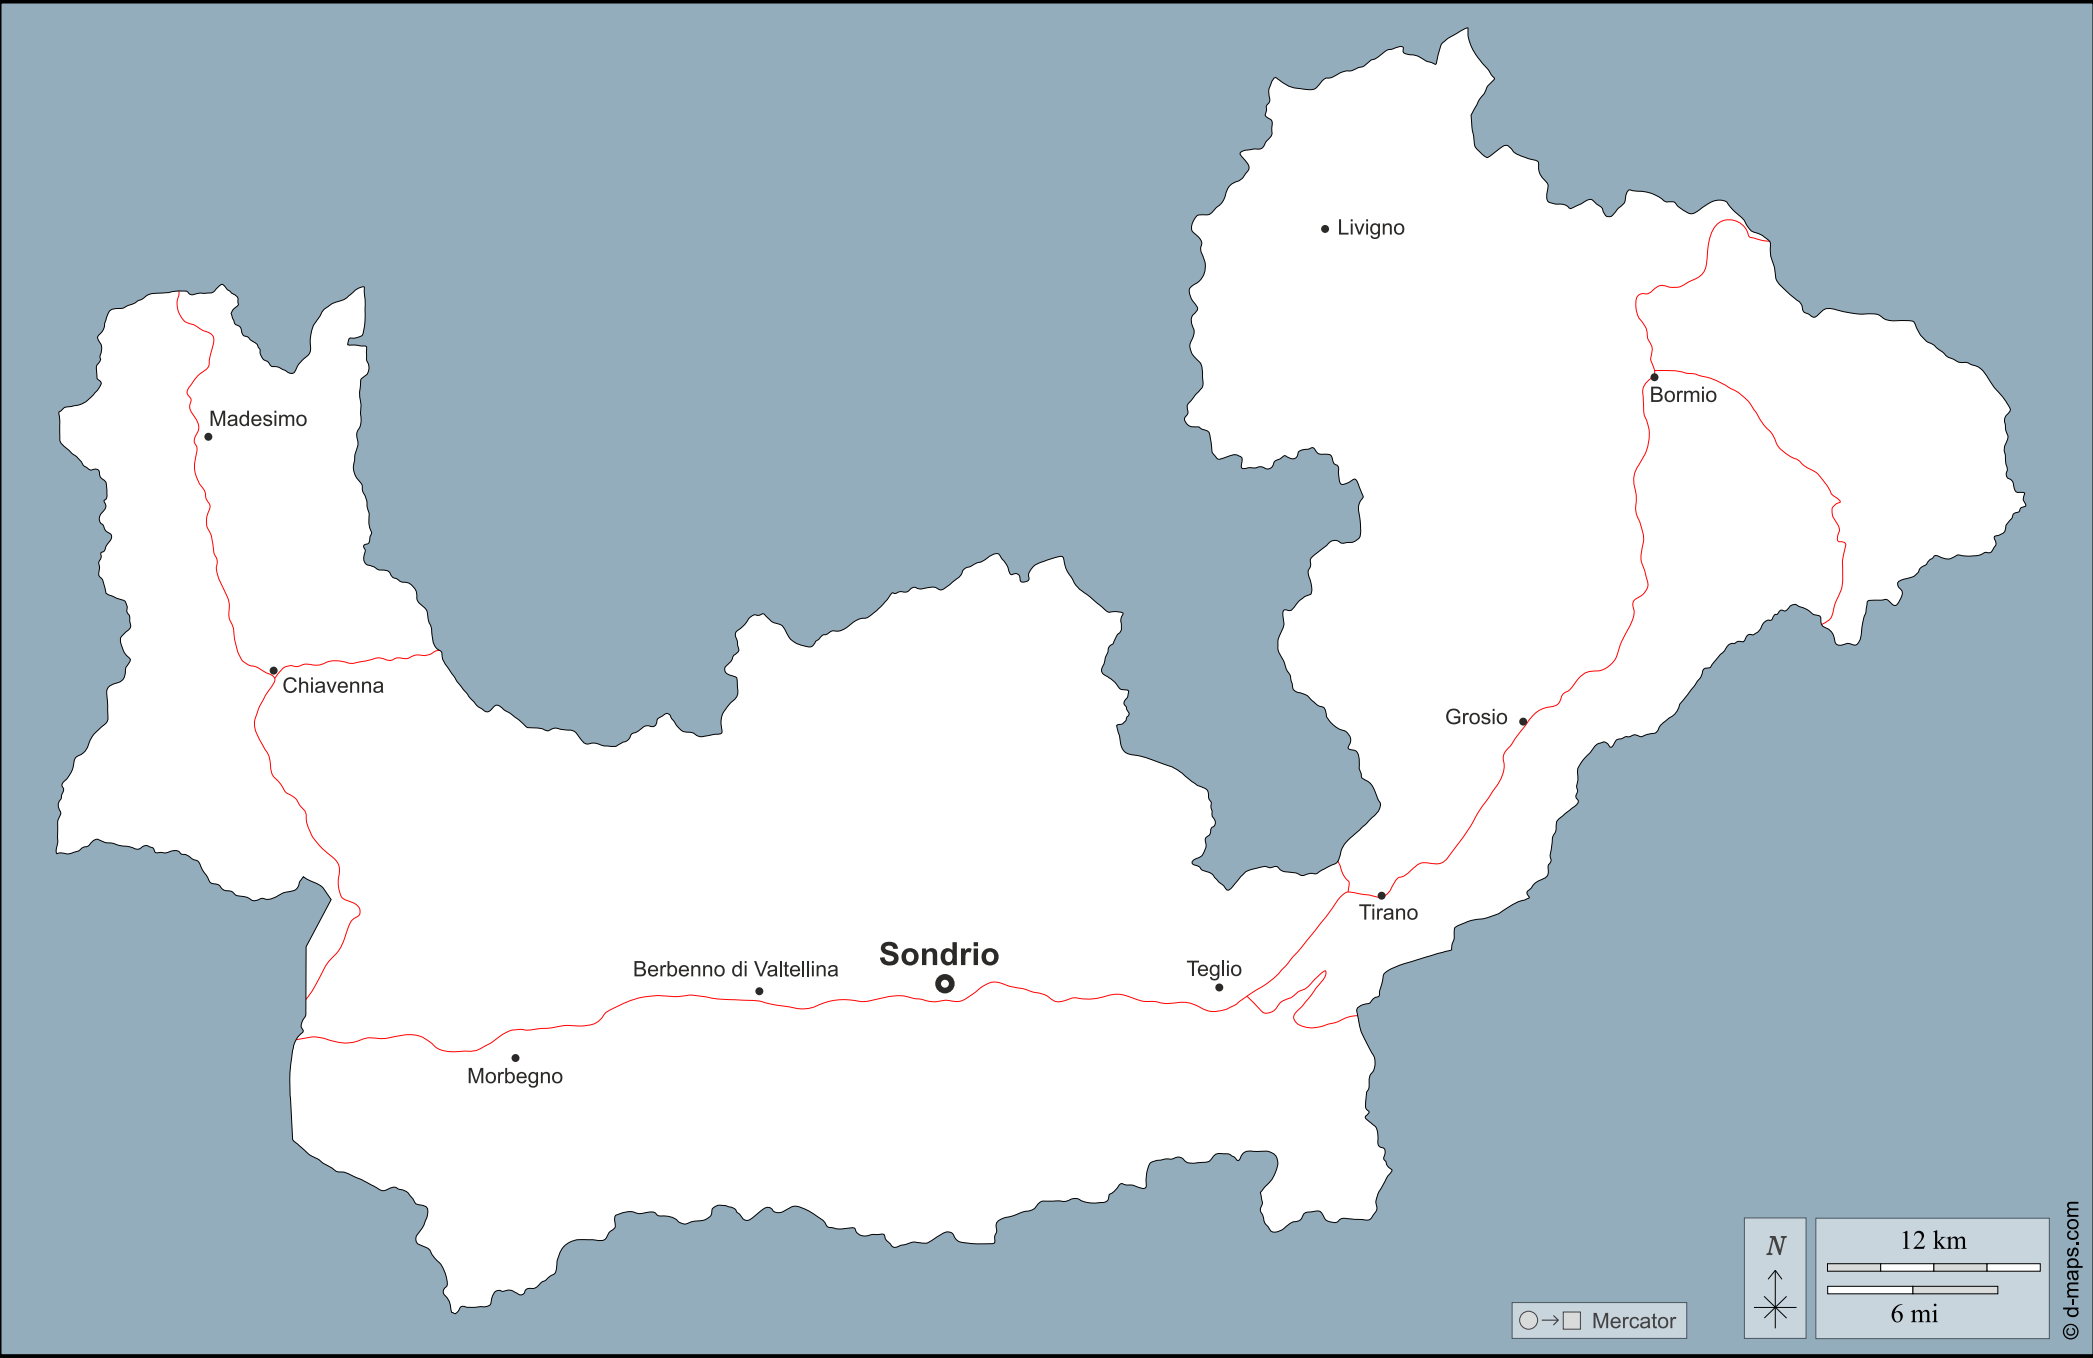 Livigno
Madesimo
Bormio
Chiavenna
Grosio
Tirano
Sondrio
Berbenno di Valtellina
Teglio
Morbegno
N
12 km
6 mi
Mercator
© d-maps.com